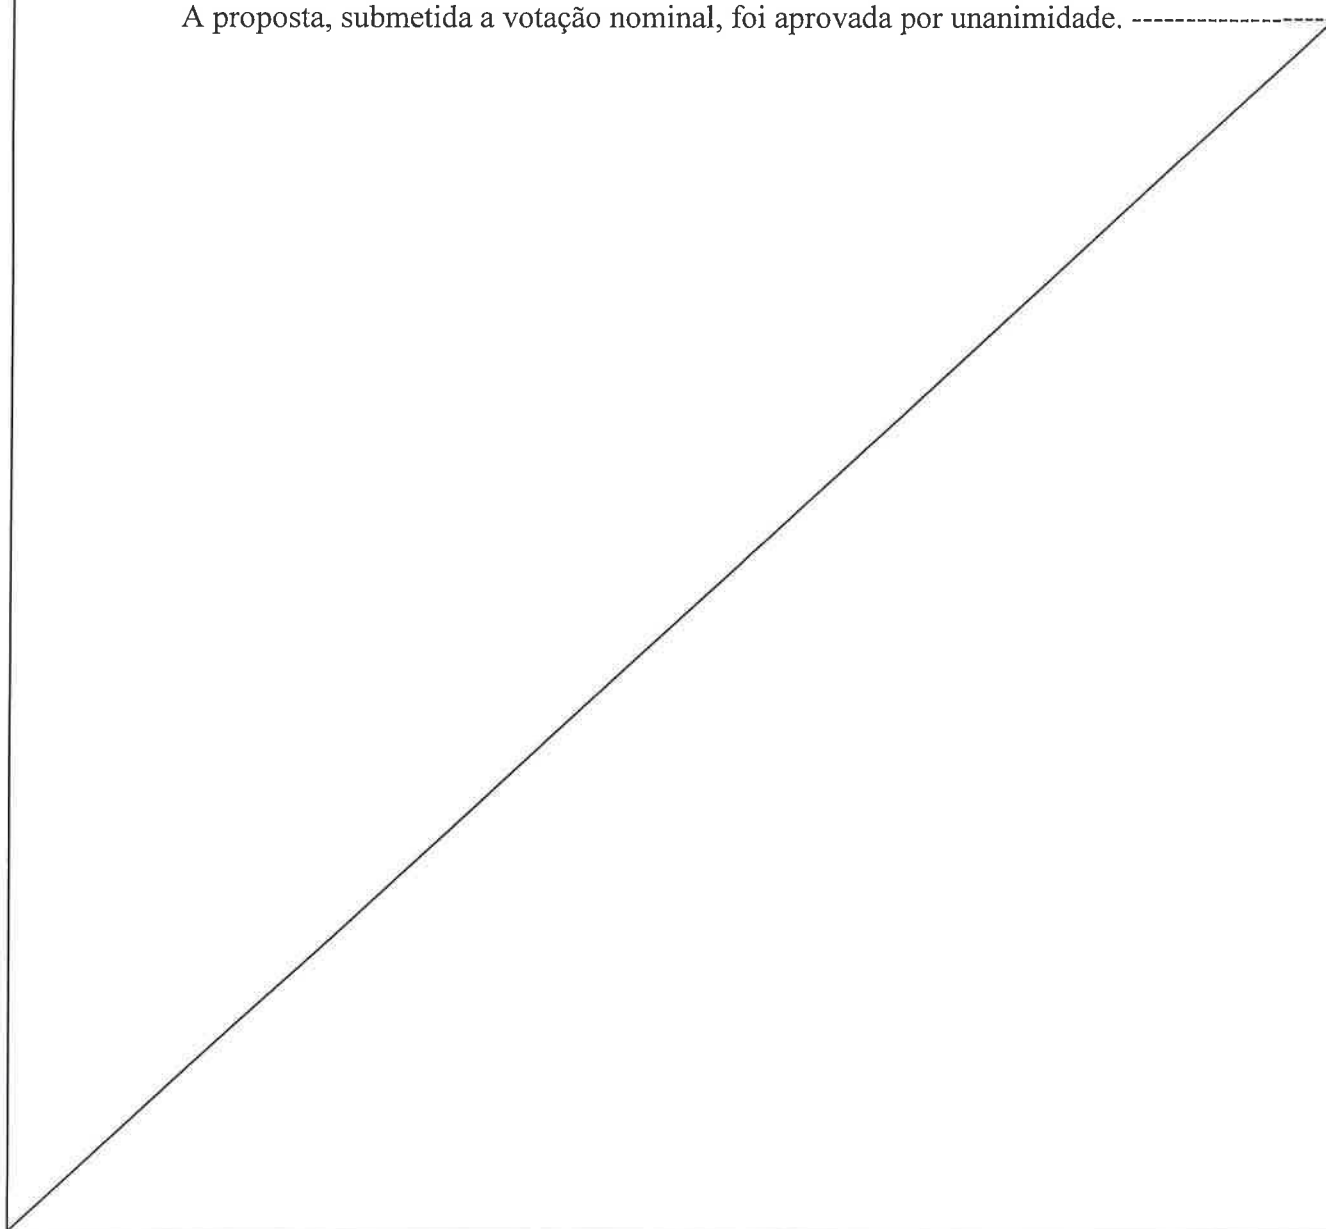 A proposta, submetida a votação nominal, foi aprovada por unanimidade. ------------------